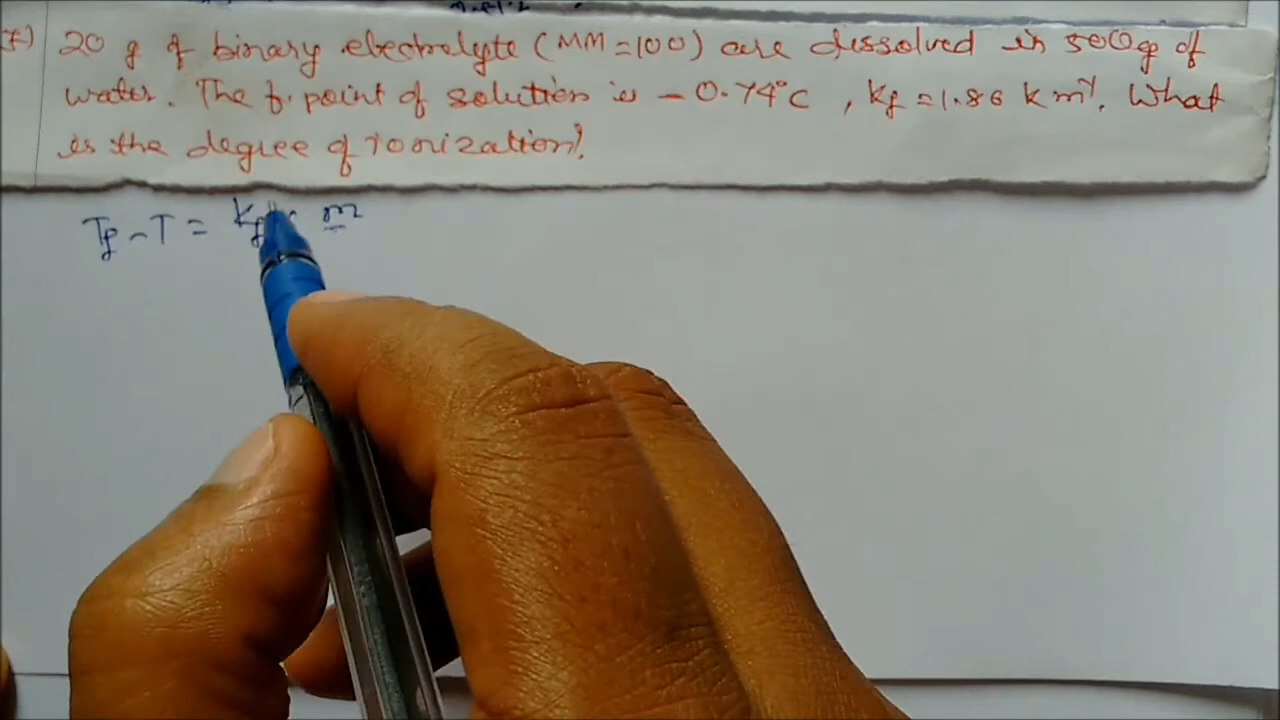 7) 20 g of binary electrolyte (MM=100) are dissolved in 500g of
water. The f. point of solution is -0.74°C, Kf =1.86 K m⁻¹. What
is the degree of ionization?
Tf - T = Kf m